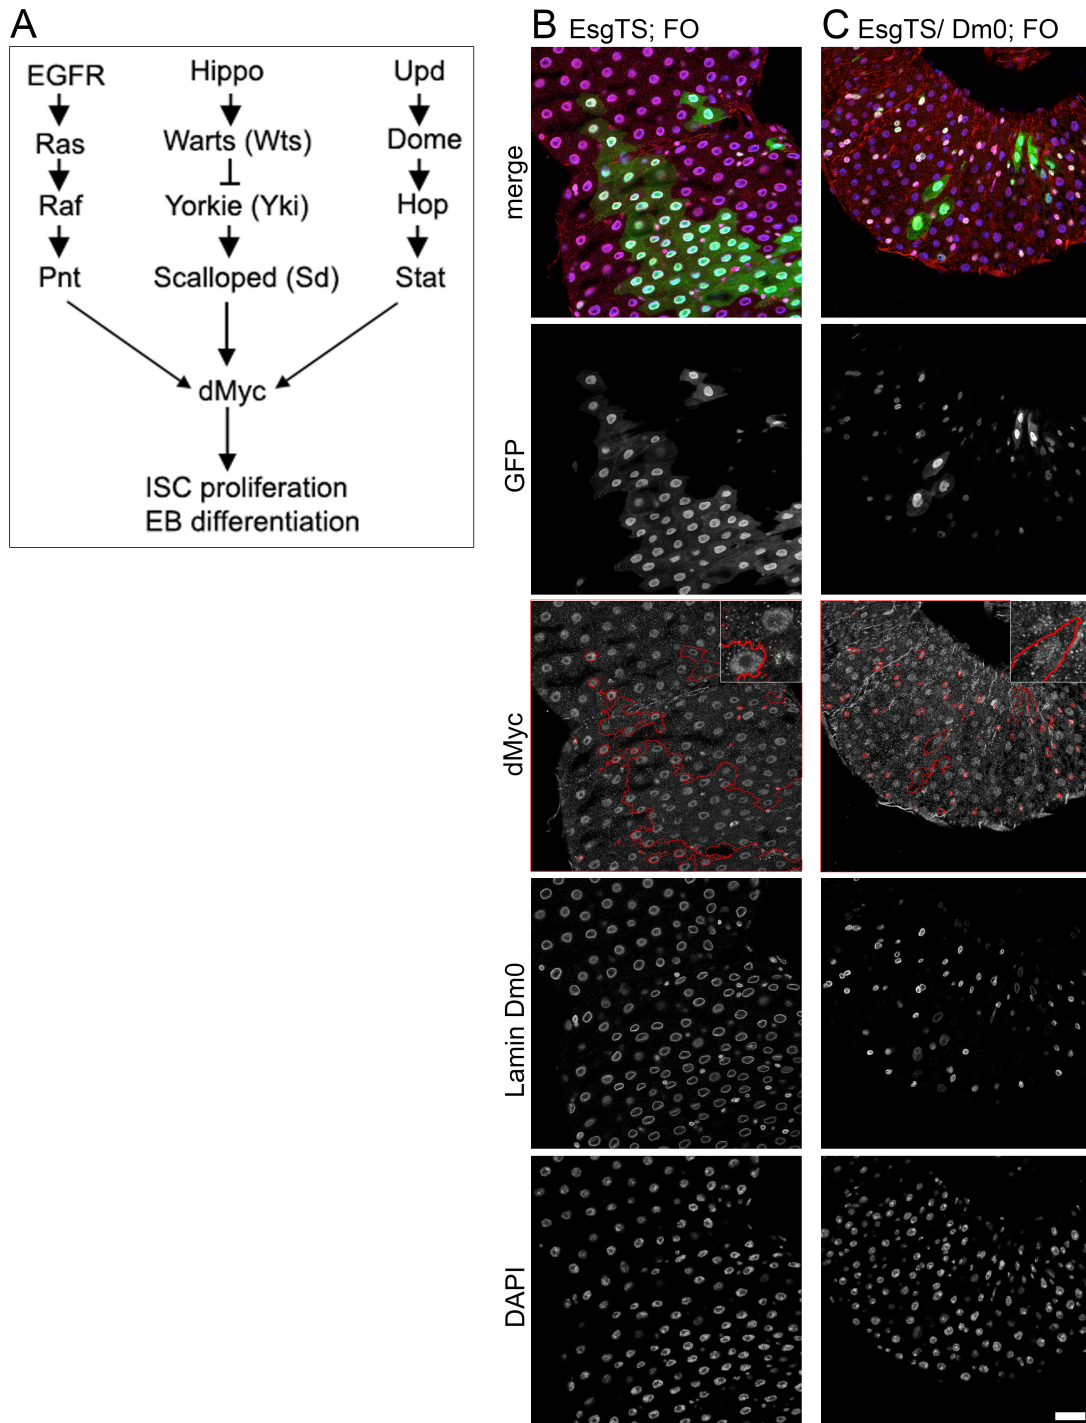 A
EGFR Hippo Upd
Ras Warts (Wts) Dome
Raf Yorkie (Yki) Hop
Pnt Scalloped (Sd) Stat
dMyc
ISC proliferation
EB differentiation
B EsgTS; FO
C EsgTS/ Dm0; FO
merge
GFP
dMyc
Lamin Dm0
DAPI